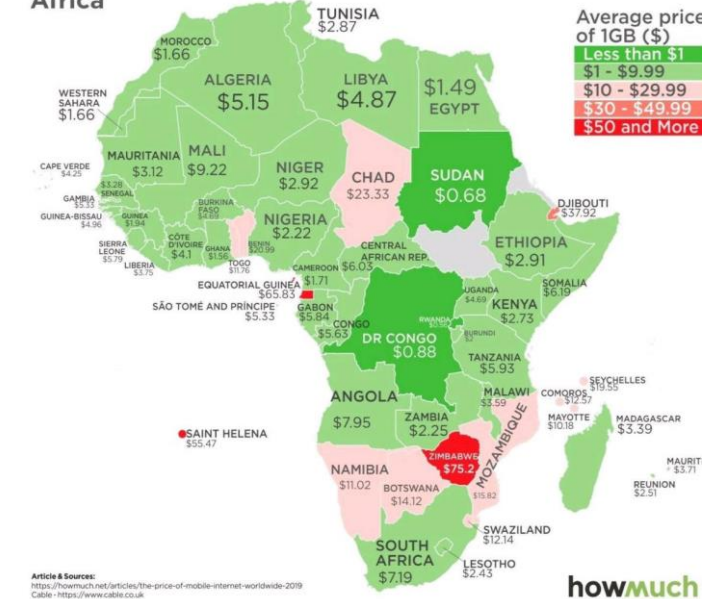 Africa
TUNISIA
$2.87
Average price
of 1GB ($)
Less than $1
$1 - $9.99
$10 - $29.99
$30 - $49.99
$50 and More
MOROCCO
$1.66
ALGERIA
$5.15
LIBYA
$4.87
$1.49
EGYPT
WESTERN
SAHARA
$1.66
MAURITANIA
$3.12
MALI
$9.22
NIGER
$2.92
CHAD
$23.33
SUDAN
$0.68
CAPE VERDE
$4.25
$3.28
SENEGAL
GAMBIA
$5.33
GUINEA-BISSAU
$4.96
GUINEA
$1.94
BURKINA
FASO
$4.69
NIGERIA
$2.22
DJIBOUTI
$37.92
ETHIOPIA
$2.91
SIERRA
LEONE
$5.79
LIBERIA
$3.75
CÔTE
D'IVOIRE
$4.1
GHANA
$1.56
TOGO
$11.76
BENIN
$20.99
CENTRAL
AFRICAN REP.
$6.03
CAMEROON
$1.71
SOMALIA
$6.19
EQUATORIAL GUINEA
$65.83
SÃO TOMÉ AND PRÍNCIPE
$5.33
GABON
$5.84
CONGO
$5.63
UGANDA
$4.69
KENYA
$2.73
RWANDA
DR CONGO
$0.88
BURUNDI
TANZANIA
$5.93
SEYCHELLES
$19.55
COMOROS
$12.57
MAYOTTE
$10.18
MALAWI
$3.59
ANGOLA
$7.95
ZAMBIA
$2.25
MOZAMBIQUE
$15.82
MADAGASCAR
$3.39
SAINT HELENA
$55.47
ZIMBABWE
$75.2
MAURIT
$3.71
REUNION
$2.51
NAMIBIA
$11.02
BOTSWANA
$14.12
SWAZILAND
$12.14
SOUTH
AFRICA
$7.19
LESOTHO
$2.43
Article & Sources:
https://howmuch.net/articles/the-price-of-mobile-internet-worldwide-2019
Cable - https://www.cable.co.uk
howmuch